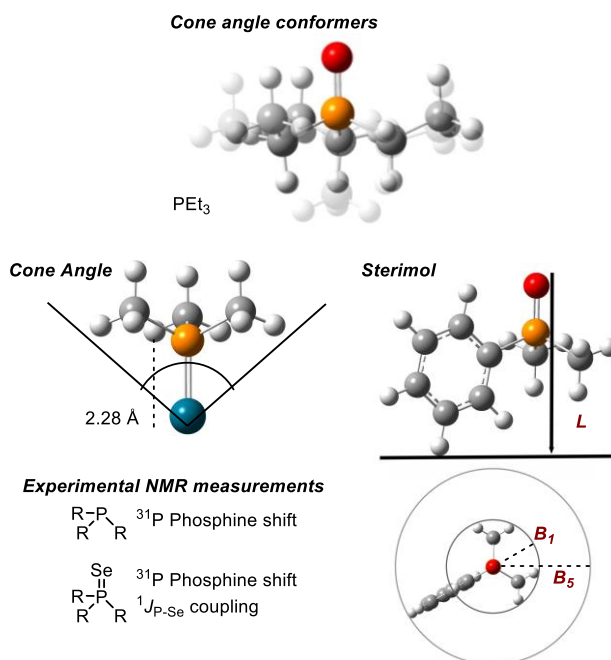 Cone angle conformers
PEt3
Cone Angle
Sterimol
2.28 Å
L
Experimental NMR measurements
R P R R
31P Phosphine shift
Se
R P R R
31P Phosphine shift
1JP-Se coupling
B1
B5